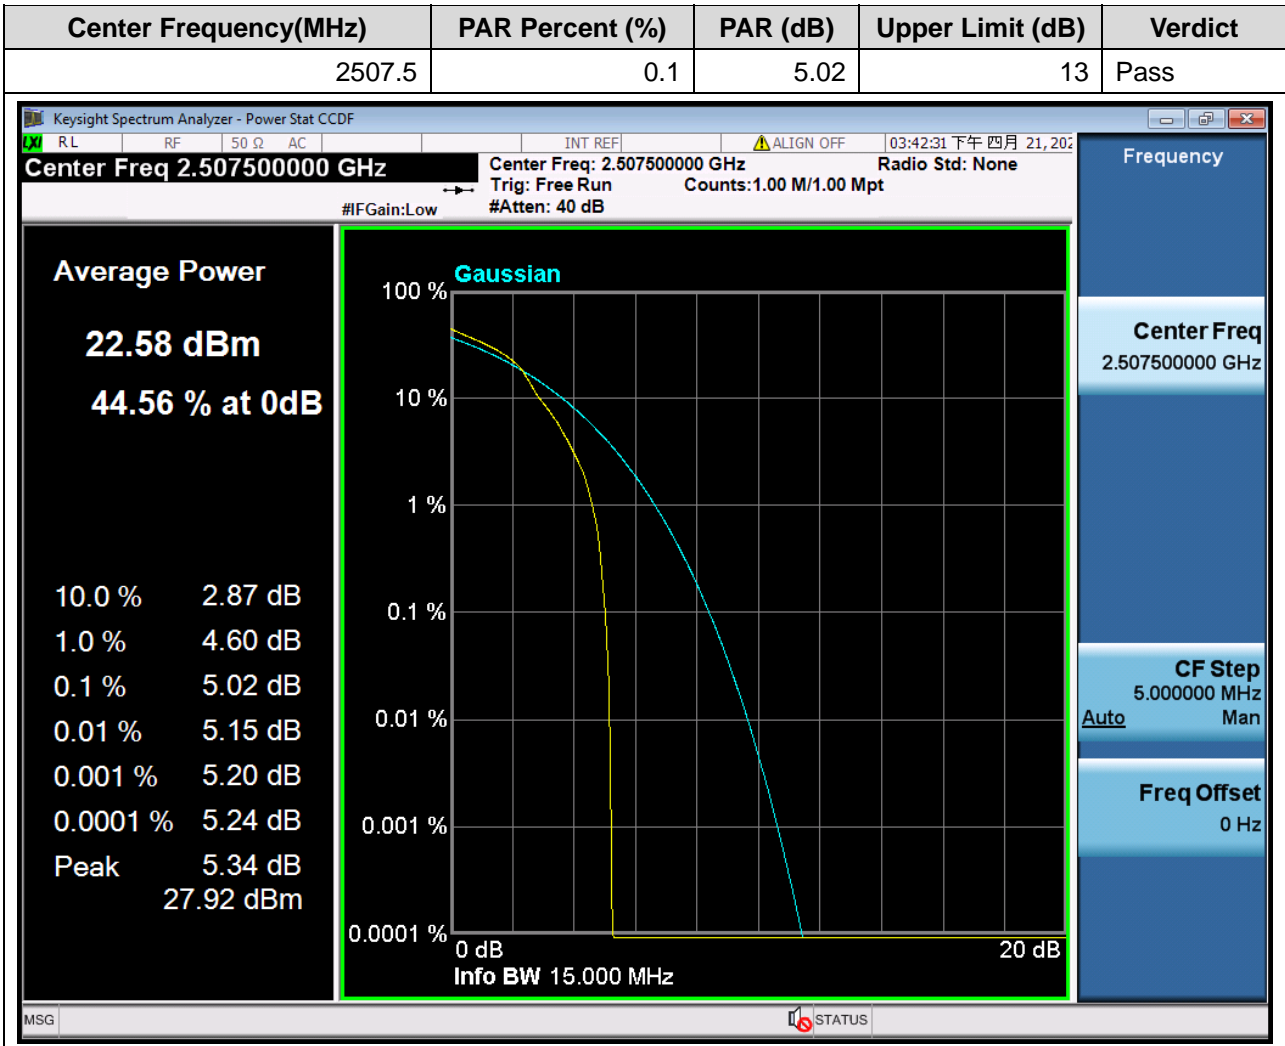 Center Frequency(MHz) PAR Percent (%) PAR (dB) Upper Limit (dB) Verdict
2507.5 0.1 5.02 13 Pass
Keysight Spectrum Analyzer - Power Stat CCDF
LXI RL RF 50 Ω AC INT REF ALIGN OFF 03:42:31 下午 四月 21, 202
Center Freq 2.507500000 GHz
Center Freq: 2.507500000 GHz Radio Std: None
Trig: Free Run Counts:1.00 M/1.00 Mpt
#IFGain:Low #Atten: 40 dB
Average Power
22.58 dBm
44.56 % at 0dB
10.0 % 2.87 dB
1.0 % 4.60 dB
0.1 % 5.02 dB
0.01 % 5.15 dB
0.001 % 5.20 dB
0.0001 % 5.24 dB
Peak 5.34 dB
27.92 dBm
Gaussian
100 %
10 %
1 %
0.1 %
0.01 %
0.001 %
0.0001 %
0 dB 20 dB
Info BW 15.000 MHz
Frequency
Center Freq
2.507500000 GHz
CF Step
5.000000 MHz
Auto Man
Freq Offset
0 Hz
MSG STATUS